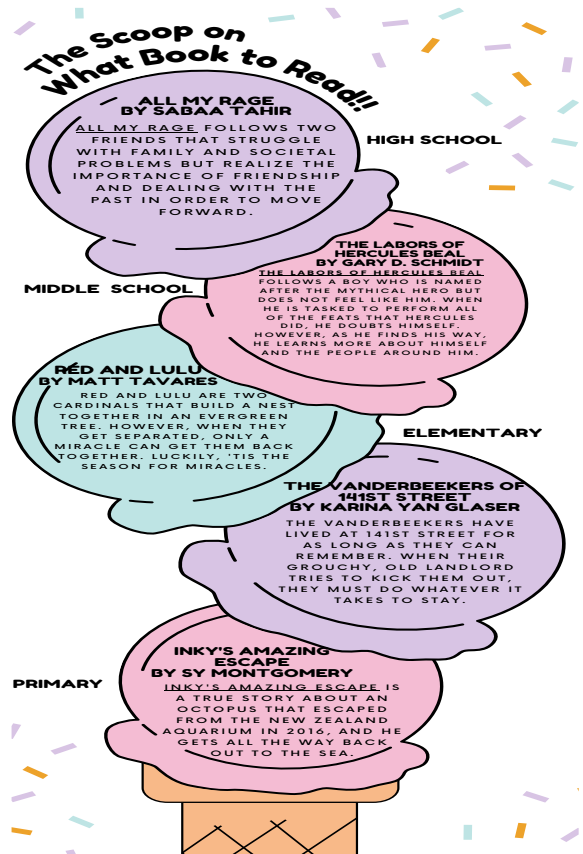 The Scoop on
What Book to Read!!
ALL MY RAGE
BY SABAA TAHIR
ALL MY RAGE FOLLOWS TWO
FRIENDS THAT STRUGGLE
WITH FAMILY AND SOCIETAL
PROBLEMS BUT REALIZE THE
IMPORTANCE OF FRIENDSHIP
AND DEALING WITH THE
PAST IN ORDER TO MOVE
FORWARD.
HIGH SCHOOL
THE LABORS OF
HERCULES BEAL
BY GARY D. SCHMIDT
THE LABORS OF HERCULES BEAL
FOLLOWS A BOY WHO IS NAMED
AFTER THE MYTHICAL HERO BUT
DOES NOT FEEL LIKE HIM. WHEN
HE IS TASKED TO PERFORM ALL
OF THE FEATS THAT HERCULES
DID, HE DOUBTS HIMSELF.
HOWEVER, AS HE FINDS HIS WAY,
HE LEARNS MORE ABOUT HIMSELF
AND THE PEOPLE AROUND HIM.
MIDDLE SCHOOL
RED AND LULU
BY MATT TAVARES
RED AND LULU ARE TWO
CARDINALS THAT BUILD A NEST
TOGETHER IN AN EVERGREEN
TREE. HOWEVER, WHEN THEY
GET SEPARATED, ONLY A
MIRACLE CAN GET THEM BACK
TOGETHER. LUCKILY, 'TIS THE
SEASON FOR MIRACLES.
ELEMENTARY
THE VANDERBEEKERS OF
141ST STREET
BY KARINA YAN GLASER
THE VANDERBEEKERS HAVE
LIVED AT 141ST STREET FOR
AS LONG AS THEY CAN
REMEMBER. WHEN THEIR
GROUCHY, OLD LANDLORD
TRIES TO KICK THEM OUT,
THEY MUST DO WHATEVER IT
TAKES TO STAY.
INKY'S AMAZING
ESCAPE
BY SY MONTGOMERY
PRIMARY
INKY'S AMAZING ESCAPE IS
A TRUE STORY ABOUT AN
OCTOPUS THAT ESCAPED
FROM THE NEW ZEALAND
AQUARIUM IN 2016, AND HE
GETS ALL THE WAY BACK
OUT TO THE SEA.